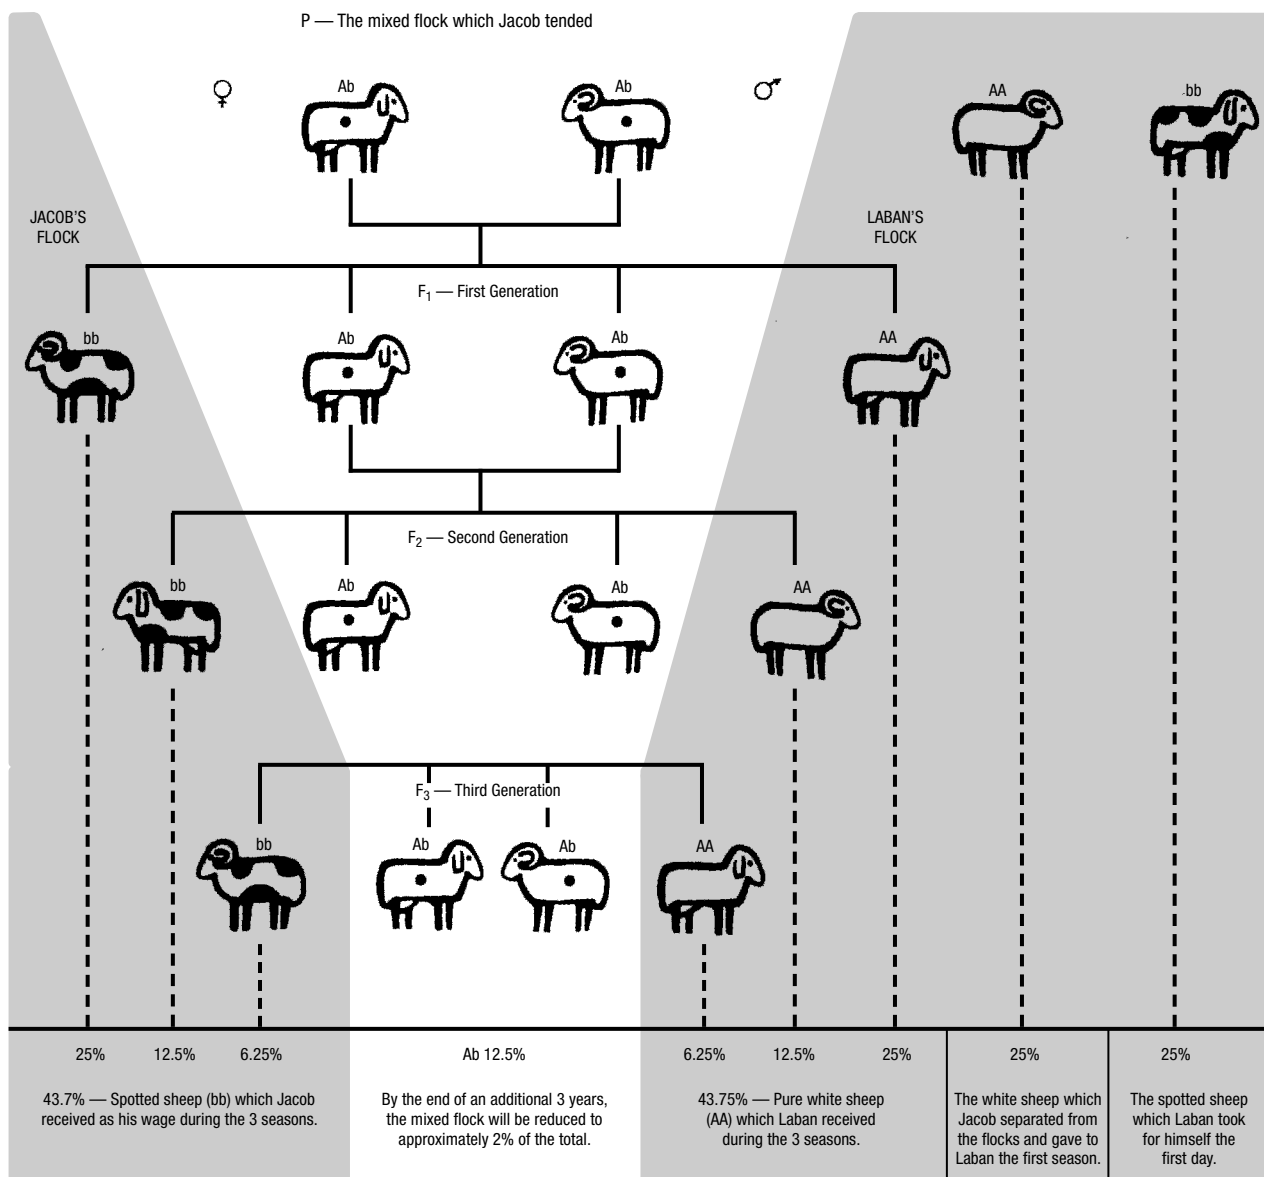 P — The mixed flock which Jacob tended
♀
Ab
Ab
♂
AA
bb
JACOB'S
FLOCK
LABAN'S
FLOCK
F₁ — First Generation
bb
Ab
Ab
AA
F₂ — Second Generation
bb
Ab
Ab
AA
F₃ — Third Generation
bb
Ab
Ab
AA
25%
12.5%
6.25%
Ab 12.5%
6.25%
12.5%
25%
25%
25%
43.7% — Spotted sheep (bb) which Jacob
received as his wage during the 3 seasons.
By the end of an additional 3 years,
the mixed flock will be reduced to
approximately 2% of the total.
43.75% — Pure white sheep
(AA) which Laban received
during the 3 seasons.
The white sheep which
Jacob separated from
the flocks and gave to
Laban the first season.
The spotted sheep
which Laban took
for himself the
first day.